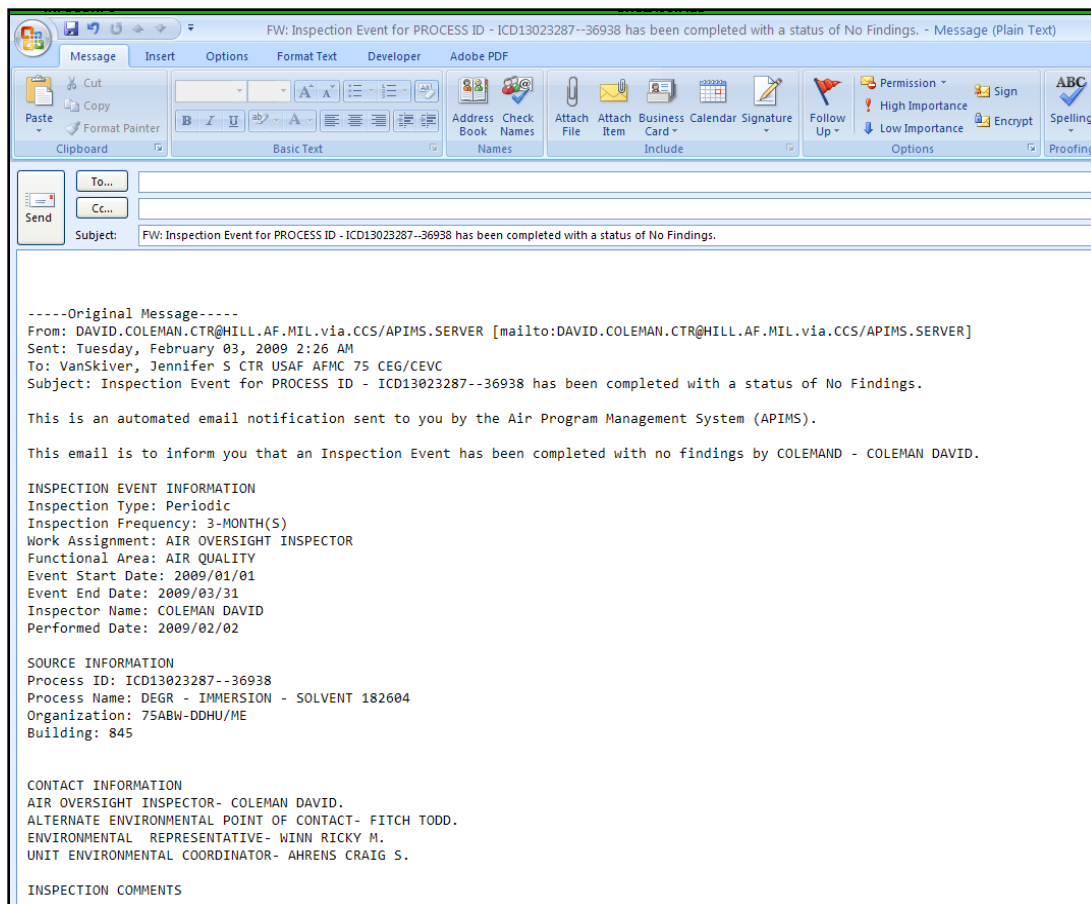 FW: Inspection Event for PROCESS ID - ICD13023287--36938 has been completed with a status of No Findings. - Message (Plain Text)
Message Insert Options Format Text Developer Adobe PDF
Paste
Cut
Copy
Format Painter
Clipboard
B I U
Basic Text
Address Book
Check Names
Names
Attach File
Attach Item
Business Card
Calendar
Signature
Include
Follow Up
Permission
High Importance
Low Importance
Sign
Encrypt
Options
ABC
Spelling
Proofing
Send
To...
Cc...
Subject: FW: Inspection Event for PROCESS ID - ICD13023287--36938 has been completed with a status of No Findings.
-----Original Message-----
From: DAVID.COLEMAN.CTR@HILL.AF.MIL.via.CCS/APIMS.SERVER [mailto:DAVID.COLEMAN.CTR@HILL.AF.MIL.via.CCS/APIMS.SERVER]
Sent: Tuesday, February 03, 2009 2:26 AM
To: VanSkiver, Jennifer S CTR USAF AFMC 75 CEG/CEVC
Subject: Inspection Event for PROCESS ID - ICD13023287--36938 has been completed with a status of No Findings.
This is an automated email notification sent to you by the Air Program Management System (APIMS).
This email is to inform you that an Inspection Event has been completed with no findings by COLEMAND - COLEMAN DAVID.
INSPECTION EVENT INFORMATION
Inspection Type: Periodic
Inspection Frequency: 3-MONTH(S)
Work Assignment: AIR OVERSIGHT INSPECTOR
Functional Area: AIR QUALITY
Event Start Date: 2009/01/01
Event End Date: 2009/03/31
Inspector Name: COLEMAN DAVID
Performed Date: 2009/02/02
SOURCE INFORMATION
Process ID: ICD13023287--36938
Process Name: DEGR - IMMERSION - SOLVENT 182604
Organization: 75ABW-DDHU/ME
Building: 845
CONTACT INFORMATION
AIR OVERSIGHT INSPECTOR- COLEMAN DAVID.
ALTERNATE ENVIRONMENTAL POINT OF CONTACT- FITCH TODD.
ENVIRONMENTAL  REPRESENTATIVE- WINN RICKY M.
UNIT ENVIRONMENTAL COORDINATOR- AHRENS CRAIG S.
INSPECTION COMMENTS